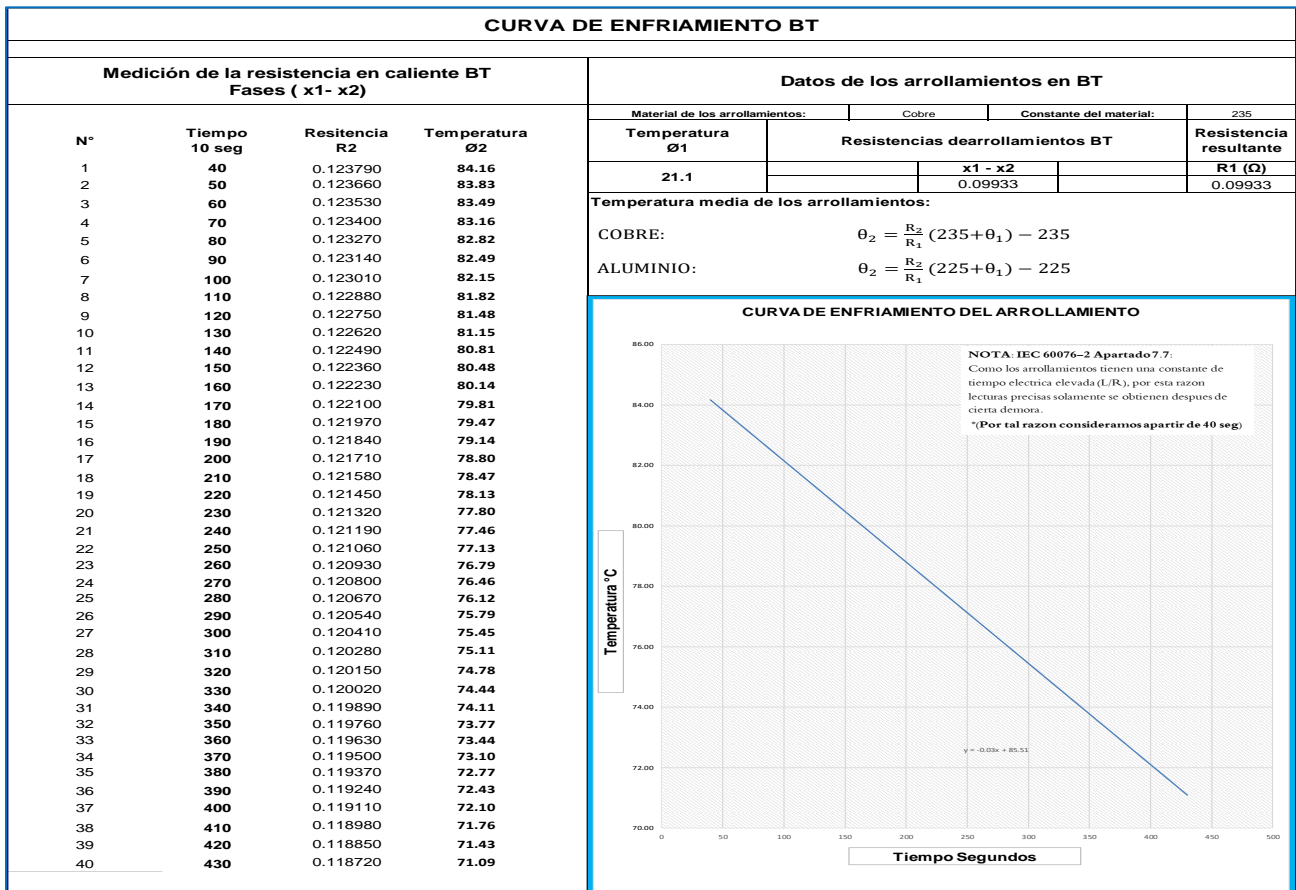 CURVA DE ENFRIAMIENTO BT
Medición de la resistencia en caliente BT
Fases ( x1- x2)
N° Tiempo 10 seg Resitencia R2 Temperatura Ø2
1 40 0.123790 84.16
2 50 0.123660 83.83
3 60 0.123530 83.49
4 70 0.123400 83.16
5 80 0.123270 82.82
6 90 0.123140 82.49
7 100 0.123010 82.15
8 110 0.122880 81.82
9 120 0.122750 81.48
10 130 0.122620 81.15
11 140 0.122490 80.81
12 150 0.122360 80.48
13 160 0.122230 80.14
14 170 0.122100 79.81
15 180 0.121970 79.47
16 190 0.121840 79.14
17 200 0.121710 78.80
18 210 0.121580 78.47
19 220 0.121450 78.13
20 230 0.121320 77.80
21 240 0.121190 77.46
22 250 0.121060 77.13
23 260 0.120930 76.79
24 270 0.120800 76.46
25 280 0.120670 76.12
26 290 0.120540 75.79
27 300 0.120410 75.45
28 310 0.120280 75.11
29 320 0.120150 74.78
30 330 0.120020 74.44
31 340 0.119890 74.11
32 350 0.119760 73.77
33 360 0.119630 73.44
34 370 0.119500 73.10
35 380 0.119370 72.77
36 390 0.119240 72.43
37 400 0.119110 72.10
38 410 0.118980 71.76
39 420 0.118850 71.43
40 430 0.118720 71.09
Datos de los arrollamientos en BT
Material de los arrollamientos: Cobre Constante del material: 235
Temperatura Ø1 Resistencias dearrollamientos BT Resistencia resultante
x1 - x2 R1 (Ω)
21.1 0.09933 0.09933
Temperatura media de los arrollamientos:
COBRE: θ₂ = R₂/R₁ (235+θ₁) − 235
ALUMINIO: θ₂ = R₂/R₁ (225+θ₁) − 225
CURVA DE ENFRIAMIENTO DEL ARROLLAMIENTO
NOTA: IEC 60076–2 Apartado 7.7:
Como los arrollamientos tienen una constante de
tiempo electrica elevada (L/R), por esta razon
lecturas precisas solamente se obtienen despues de
cierta demora.
*(Por tal razon consideramos apartir de 40 seg)
86.00
84.00
82.00
80.00
78.00
76.00
74.00
72.00
70.00
Temperatura °C
y = -0.03x + 85.51
0 50 100 150 200 250 300 350 400 450 500
Tiempo Segundos